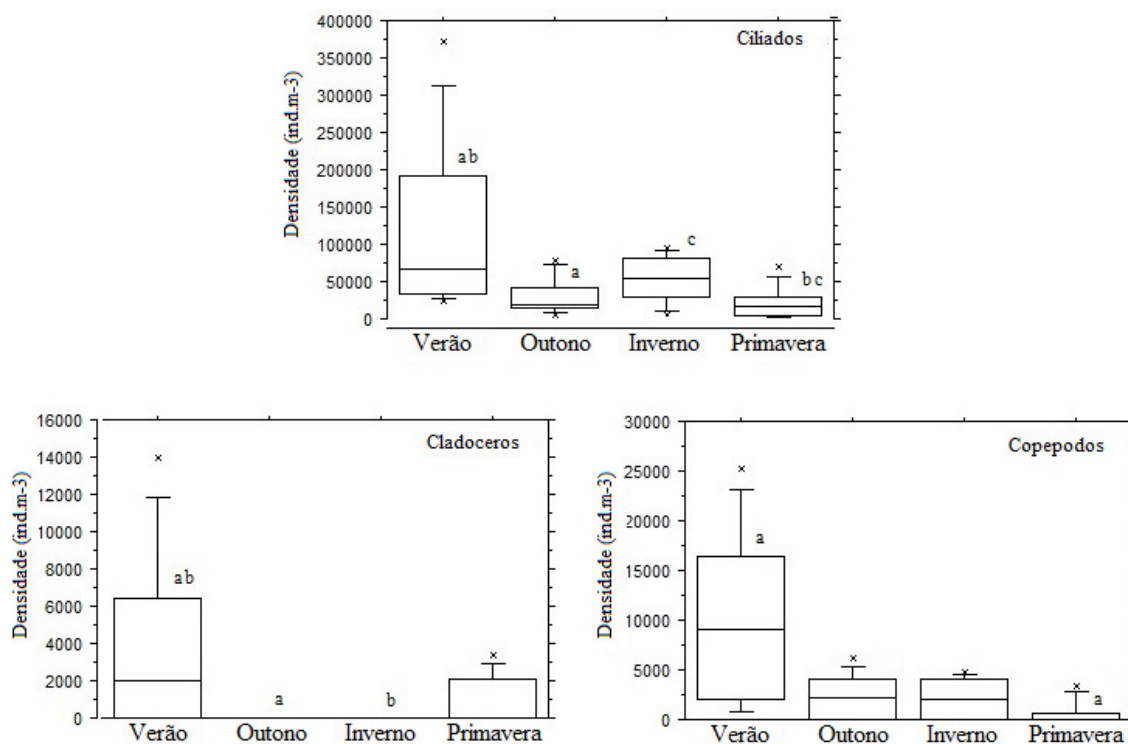 Ciliados
Densidade (ind.m-3)
400000
350000
300000
250000
200000
150000
100000
50000
0
ab
a
c
bc
Verão Outono Inverno Primavera
Cladoceros
Densidade (ind.m-3)
16000
14000
12000
10000
8000
6000
4000
2000
0
ab
a
b
Verão Outono Inverno Primavera
Copepodos
Densidade (ind.m-3)
30000
25000
20000
15000
10000
5000
0
a
a
Verão Outono Inverno Primavera